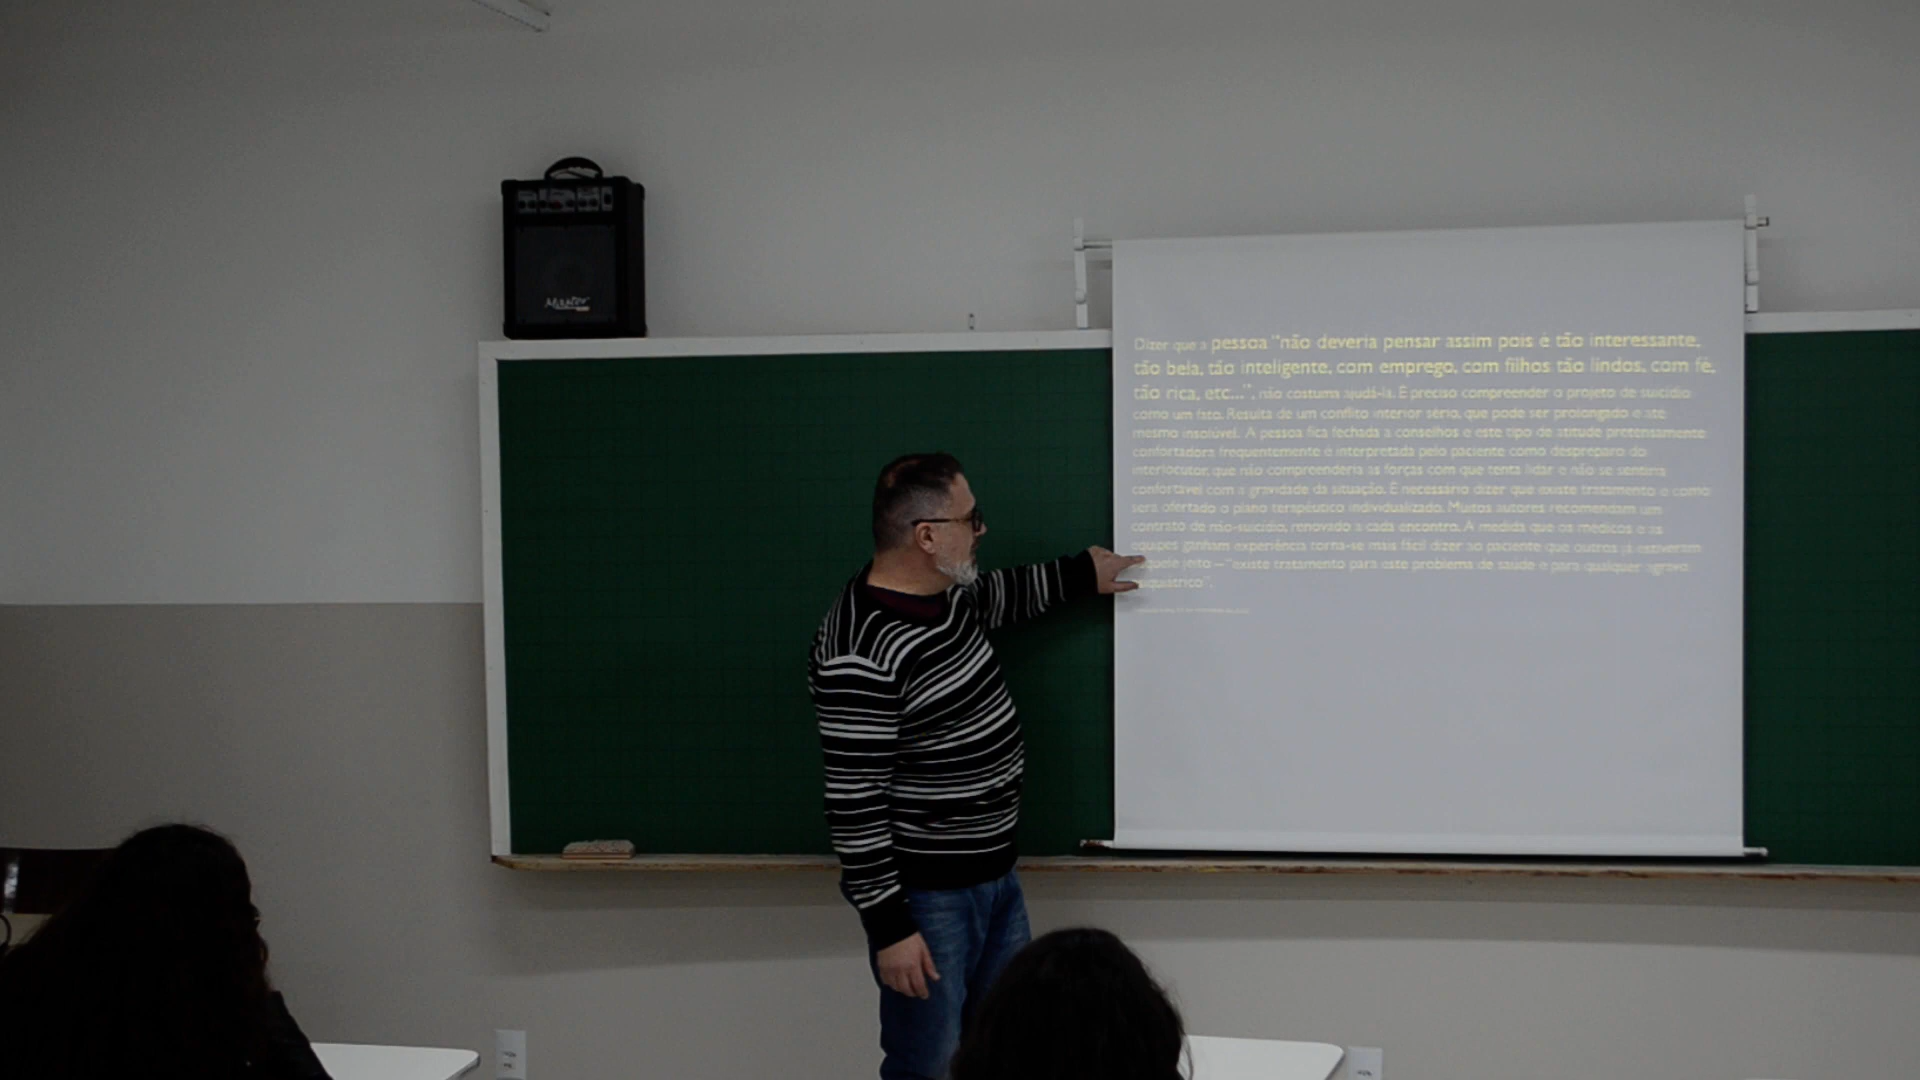 Master
Dizer que a pessoa "não deveria pensar assim pois é tão interessante,
tão bela, tão inteligente, com emprego, com filhos tão lindos, com fé,
tão rica, etc...", não costuma ajudá-la. É preciso compreender o projeto de suicídio
como um fato. Resulta de um conflito interior sério, que pode ser prolongado e até
mesmo insolúvel. A pessoa fica fechada a conselhos e este tipo de atitude pretensamente
confortadora frequentemente é interpretada pelo paciente como despreparo do
interlocutor, que não compreenderia as forças com que tenta lidar e não se sentiria
confortável com a gravidade da situação. É necessário dizer que existe tratamento e como
será ofertado o plano terapêutico individualizado. Muitos autores recomendam um
contrato de não-suicídio, renovado a cada encontro. A medida que os médicos e as
equipes ganham experiência torna-se mais fácil dizer ao paciente que outros já estiveram
jeito – "existe tratamento para este problema de saúde e para qualquer agravo